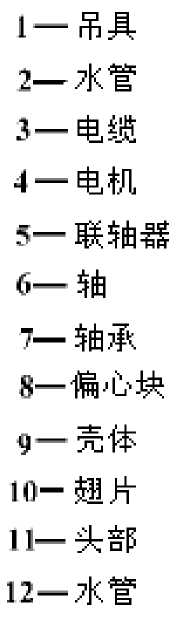 1—吊具
2—水管
3—电缆
4—电机
5—联轴器
6—轴
7—轴承
8—偏心块
9—壳体
10—翅片
11—头部
12—水管